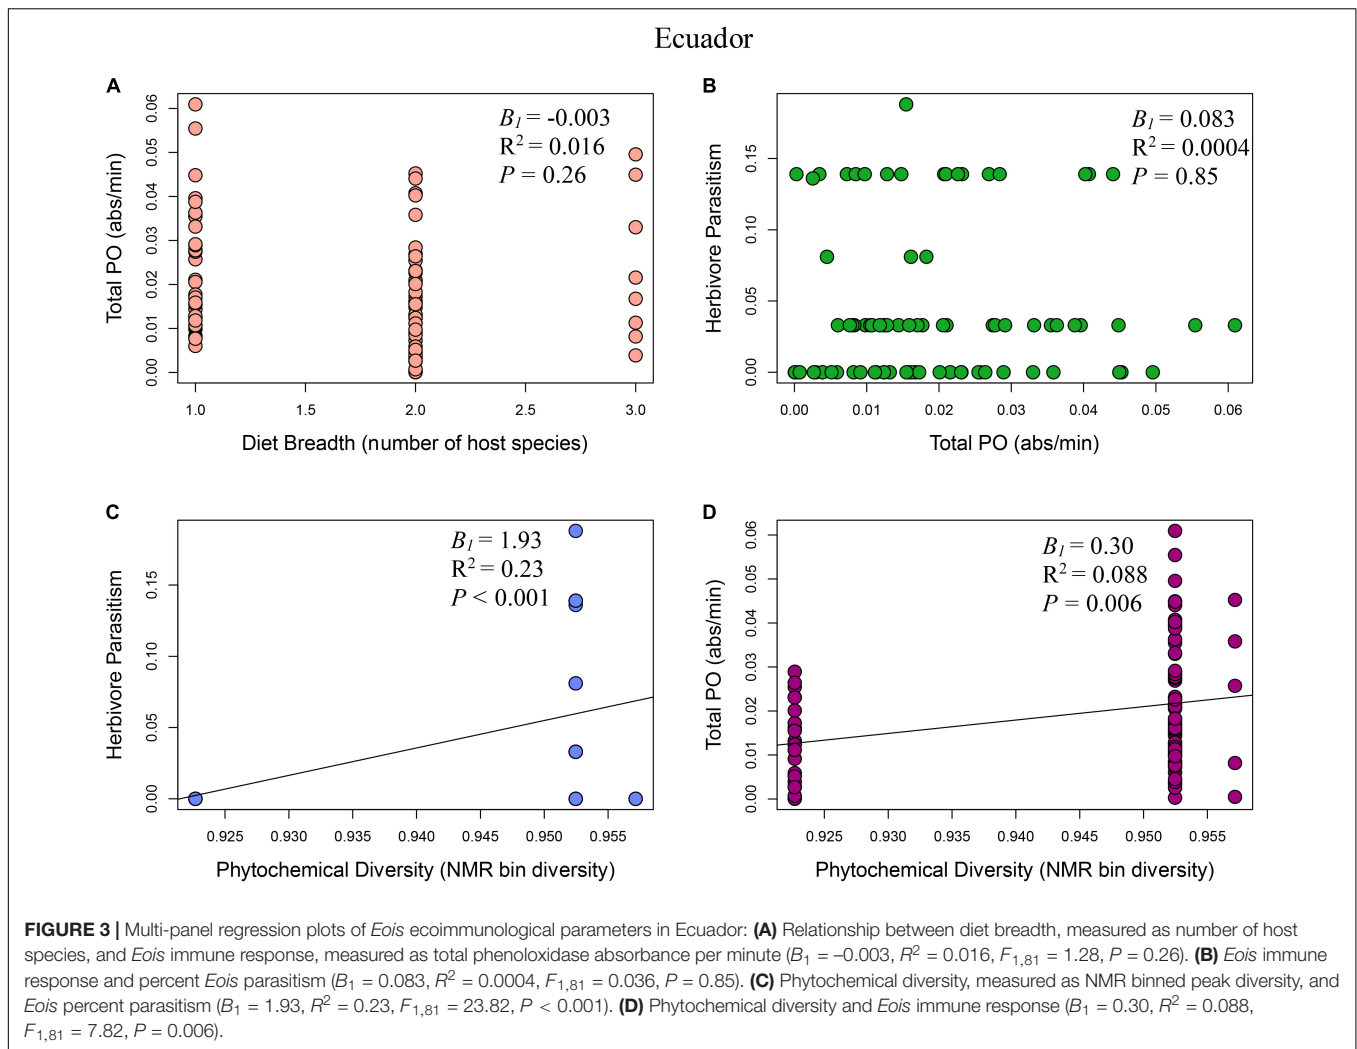 Ecuador
A
B₁ = -0.003
R² = 0.016
P = 0.26
Total PO (abs/min)
0.00 0.01 0.02 0.03 0.04 0.05 0.06
1.0 1.5 2.0 2.5 3.0
Diet Breadth (number of host species)
B
B₁ = 0.083
R² = 0.0004
P = 0.85
Herbivore Parasitism
0.00 0.05 0.10 0.15
0.00 0.01 0.02 0.03 0.04 0.05 0.06
Total PO (abs/min)
C
B₁ = 1.93
R² = 0.23
P < 0.001
Herbivore Parasitism
0.00 0.05 0.10 0.15
0.925 0.930 0.935 0.940 0.945 0.950 0.955
Phytochemical Diversity (NMR bin diversity)
D
B₁ = 0.30
R² = 0.088
P = 0.006
Total PO (abs/min)
0.00 0.01 0.02 0.03 0.04 0.05 0.06
0.925 0.930 0.935 0.940 0.945 0.950 0.955
Phytochemical Diversity (NMR bin diversity)
FIGURE 3 | Multi-panel regression plots of Eois ecoimmunological parameters in Ecuador: (A) Relationship between diet breadth, measured as number of host
species, and Eois immune response, measured as total phenoloxidase absorbance per minute (B₁ = –0.003, R² = 0.016, F₁,₈₁ = 1.28, P = 0.26). (B) Eois immune
response and percent Eois parasitism (B₁ = 0.083, R² = 0.0004, F₁,₈₁ = 0.036, P = 0.85). (C) Phytochemical diversity, measured as NMR binned peak diversity, and
Eois percent parasitism (B₁ = 1.93, R² = 0.23, F₁,₈₁ = 23.82, P < 0.001). (D) Phytochemical diversity and Eois immune response (B₁ = 0.30, R² = 0.088,
F₁,₈₁ = 7.82, P = 0.006).